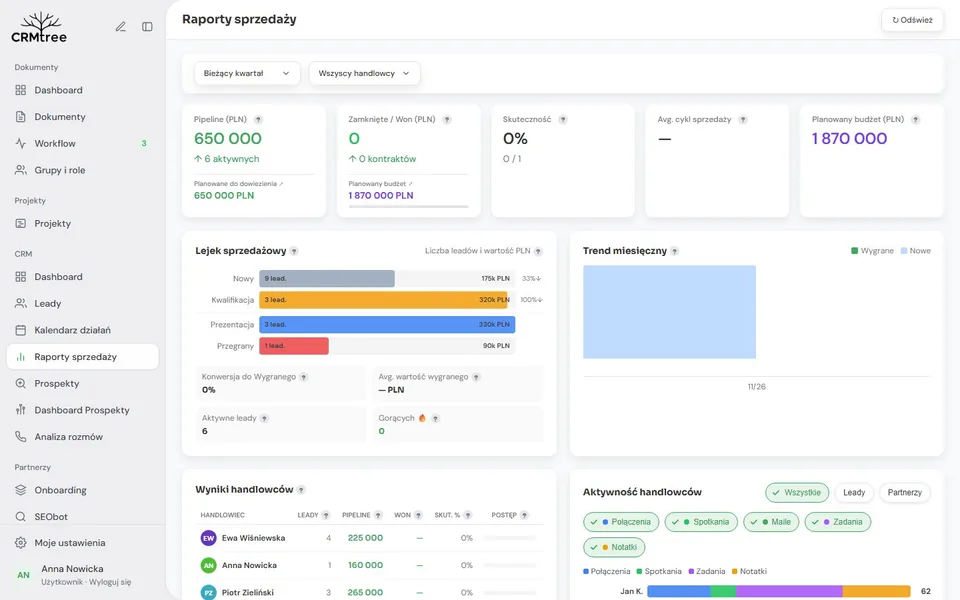 CRMtree
Dokumenty
Dashboard
Dokumenty
Workflow 3
Grupy i role
Projekty
Projekty
CRM
Dashboard
Leady
Kalendarz działań
Raporty sprzedaży
Prospekty
Dashboard Prospekty
Analiza rozmów
Partnerzy
Onboarding
SEObot
Moje ustawienia
AN Anna Nowicka
Użytkownik · Wyloguj się
Raporty sprzedaży
↻ Odśwież
Bieżący kwartał
Wszyscy handlowcy
Pipeline (PLN) ?
650 000
↑ 6 aktywnych
Planowane do dowiezienia ↗
650 000 PLN
Zamknięte / Won (PLN) ?
0
↑ 0 kontraktów
Planowany budżet ↗
1 870 000 PLN
Skuteczność ?
0%
0 / 1
Avg. cykl sprzedaży ?
—
Planowany budżet (PLN) ?
1 870 000
Lejek sprzedażowy ? Liczba leadów i wartość PLN ?
Nowy 9 lead. 175k PLN 33%↓
Kwalifikacja 3 lead. 320k PLN 100%↓
Prezentacja 3 lead. 330k PLN
Przegrany 1 lead. 90k PLN
Konwersja do Wygranego ?
0%
Avg. wartość wygranego ?
— PLN
Aktywne leady ?
6
Gorących 🔥 ?
0
Trend miesięczny ? Wygrane Nowe
11/26
Wyniki handlowców ?
HANDLOWIEC LEADY ? PIPELINE ? WON ? SKUT. % ? POSTĘP ?
EW Ewa Wiśniewska 4 225 000 — 0%
AN Anna Nowicka 1 160 000 — 0%
PZ Piotr Zieliński 3 265 000 — 0%
Aktywność handlowców
✓ Wszystkie Leady Partnerzy
✓ Połączenia ✓ Spotkania ✓ Maile ✓ Zadania
✓ Notatki
Połączenia Spotkania Zadania Notatki
Jan K. 62